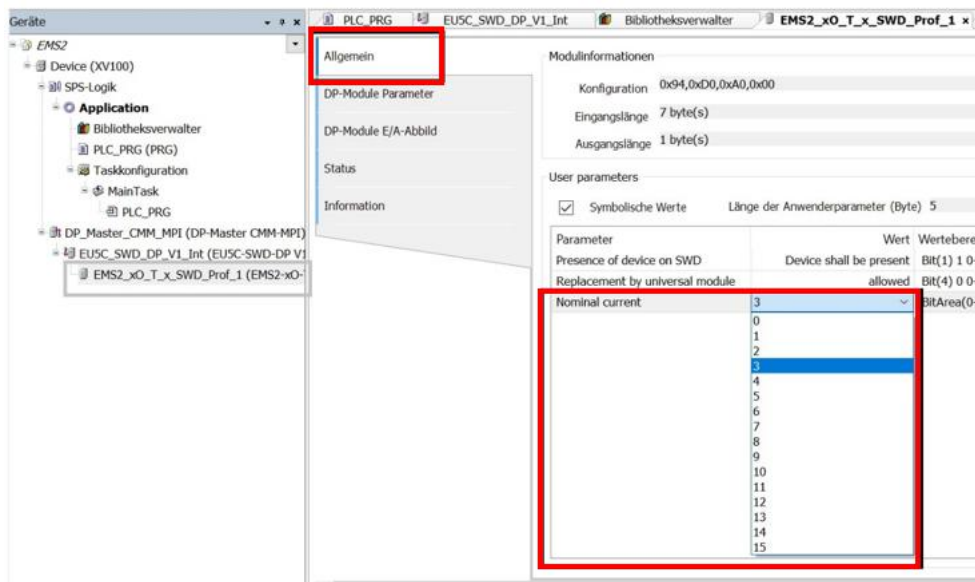 Geräte
EMS2
Device (XV100)
SPS-Logik
Application
Bibliotheksverwalter
PLC_PRG (PRG)
Taskkonfiguration
MainTask
PLC_PRG
DP_Master_CMM_MPI (DP-Master CMM-MPI)
EU5C_SWD_DP_V1_Int (EU5C-SWD-DP V1
EMS2_xO_T_x_SWD_Prof_1 (EMS2-xO-T
PLC_PRG EU5C_SWD_DP_V1_Int Bibliotheksverwalter EMS2_xO_T_x_SWD_Prof_1 x
Allgemein
DP-Module Parameter
DP-Module E/A-Abbild
Status
Information
Modulinformationen
Konfiguration 0x94,0xD0,0xA0,0x00
Eingangslänge 7 byte(s)
Ausgangslänge 1 byte(s)
User parameters
Symbolische Werte Länge der Anwenderparameter (Byte) 5
Parameter Wert Wertebere
Presence of device on SWD Device shall be present Bit(1) 1 0-
Replacement by universal module allowed Bit(4) 0 0-
Nominal current 3 BitArea(0-
0
1
2
3
4
5
6
7
8
9
10
11
12
13
14
15